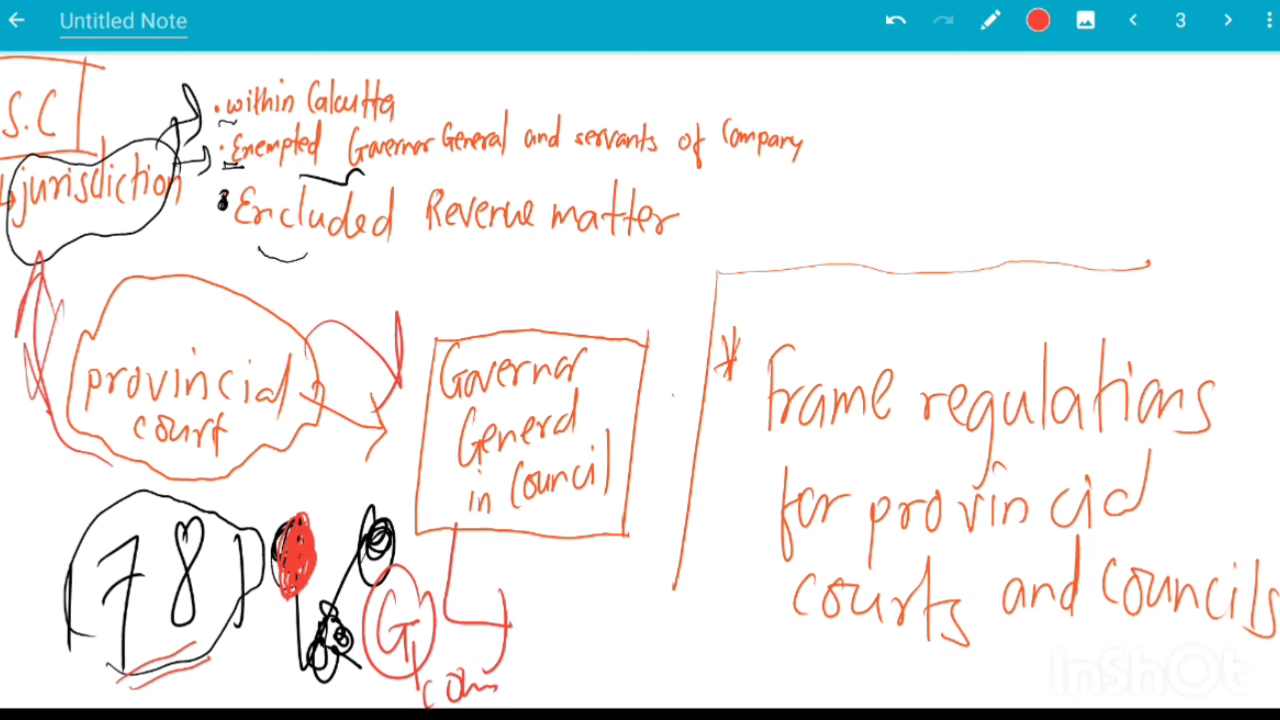 Untitled Note
3
S.C
jurisdiction
• within Calcutta
• Exempted Governor General and servants of Company
• Excluded Revenue matter
provincial
court
Governor
General
in Council
* Frame regulations
for provincial
courts and councils
1781
G
InShOt